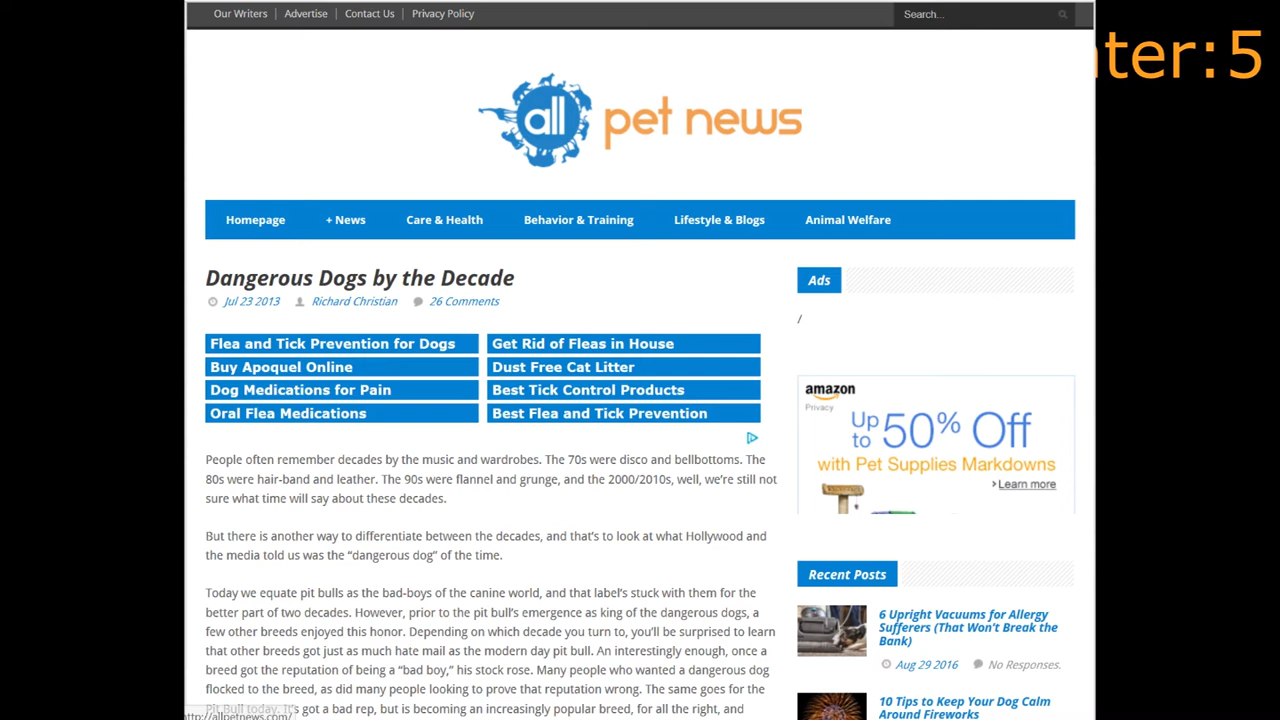 Our Writers | Advertise | Contact Us | Privacy Policy
Search...
ter:5
all pet news
Homepage + News Care & Health Behavior & Training Lifestyle & Blogs Animal Welfare
Dangerous Dogs by the Decade
Jul 23 2013 Richard Christian 26 Comments
Flea and Tick Prevention for Dogs
Get Rid of Fleas in House
Buy Apoquel Online
Dust Free Cat Litter
Dog Medications for Pain
Best Tick Control Products
Oral Flea Medications
Best Flea and Tick Prevention
People often remember decades by the music and wardrobes. The 70s were disco and bellbottoms. The
80s were hair-band and leather. The 90s were flannel and grunge, and the 2000/2010s, well, we're still not
sure what time will say about these decades.
But there is another way to differentiate between the decades, and that's to look at what Hollywood and
the media told us was the “dangerous dog” of the time.
Today we equate pit bulls as the bad-boys of the canine world, and that label's stuck with them for the
better part of two decades. However, prior to the pit bull's emergence as king of the dangerous dogs, a
few other breeds enjoyed this honor. Depending on which decade you turn to, you'll be surprised to learn
that other breeds got just as much hate mail as the modern day pit bull. An interestingly enough, once a
breed got the reputation of being a “bad boy,” his stock rose. Many people who wanted a dangerous dog
flocked to the breed, as did many people looking to prove that reputation wrong. The same goes for the
Pit Bull today. It's got a bad rep, but is becoming an increasingly popular breed, for all the right, and
http://allpetnews.com/
Ads
/
amazon
Privacy
Up to 50% Off
with Pet Supplies Markdowns
›Learn more
Recent Posts
6 Upright Vacuums for Allergy
Sufferers (That Won't Break the
Bank)
Aug 29 2016 No Responses.
10 Tips to Keep Your Dog Calm
Around Fireworks